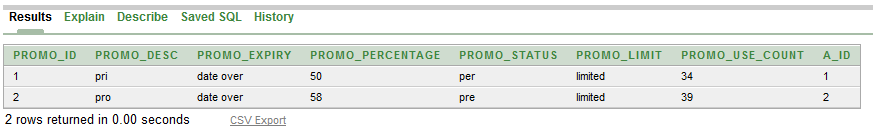 Results Explain Describe Saved SQL History
PROMO_ID PROMO_DESC PROMO_EXPIRY PROMO_PERCENTAGE PROMO_STATUS PROMO_LIMIT PROMO_USE_COUNT A_ID
1 pri date over 50 per limited 34 1
2 pro date over 58 pre limited 39 2
2 rows returned in 0.00 seconds CSV Export